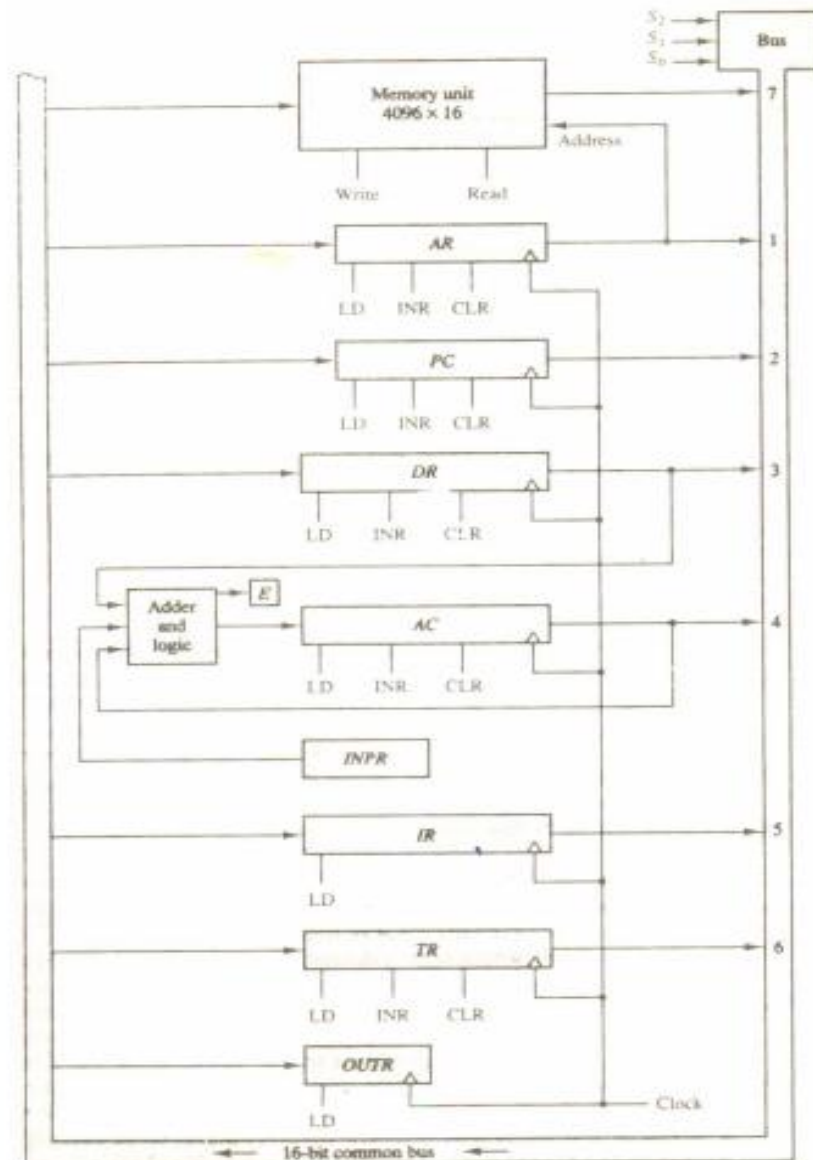 S2
S1
S0
Bus
Memory unit
4096 × 16
7
Address
Write Read
AR
1
LD INR CLR
PC
2
LD INR CLR
DR
3
LD INR CLR
E
Adder
and
logic
AC
4
LD INR CLR
INPR
IR
5
LD
TR
6
LD INR CLR
OUTR
LD
Clock
16-bit common bus